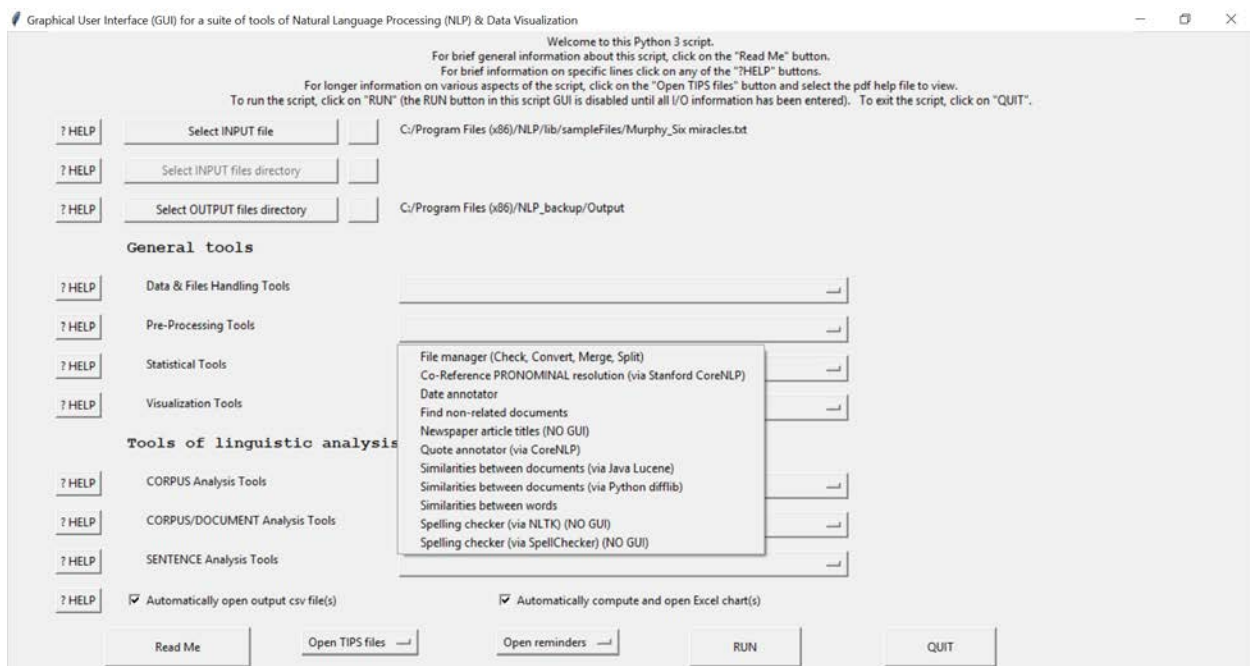 Graphical User Interface (GUI) for a suite of tools of Natural Language Processing (NLP) & Data Visualization
Welcome to this Python 3 script.
For brief general information about this script, click on the "Read Me" button.
For brief information on specific lines click on any of the "?HELP" buttons.
For longer information on various aspects of the script, click on the "Open TIPS files" button and select the pdf help file to view.
To run the script, click on "RUN" (the RUN button in this script GUI is disabled until all I/O information has been entered). To exit the script, click on "QUIT".
? HELP Select INPUT file C:/Program Files (x86)/NLP/lib/sampleFiles/Murphy_Six miracles.txt
? HELP Select INPUT files directory
? HELP Select OUTPUT files directory C:/Program Files (x86)/NLP_backup/Output
General tools
? HELP Data & Files Handling Tools
? HELP Pre-Processing Tools
File manager (Check, Convert, Merge, Split)
? HELP Statistical Tools
Co-Reference PRONOMINAL resolution (via Stanford CoreNLP)
Date annotator
? HELP Visualization Tools
Find non-related documents
Newspaper article titles (NO GUI)
Tools of linguistic analysis
Quote annotator (via CoreNLP)
Similarities between documents (via Java Lucene)
? HELP CORPUS Analysis Tools
Similarities between documents (via Python difflib)
Similarities between words
? HELP CORPUS/DOCUMENT Analysis Tools
Spelling checker (via NLTK) (NO GUI)
Spelling checker (via SpellChecker) (NO GUI)
? HELP SENTENCE Analysis Tools
? HELP Automatically open output csv file(s) Automatically compute and open Excel chart(s)
Read Me Open TIPS files Open reminders RUN QUIT